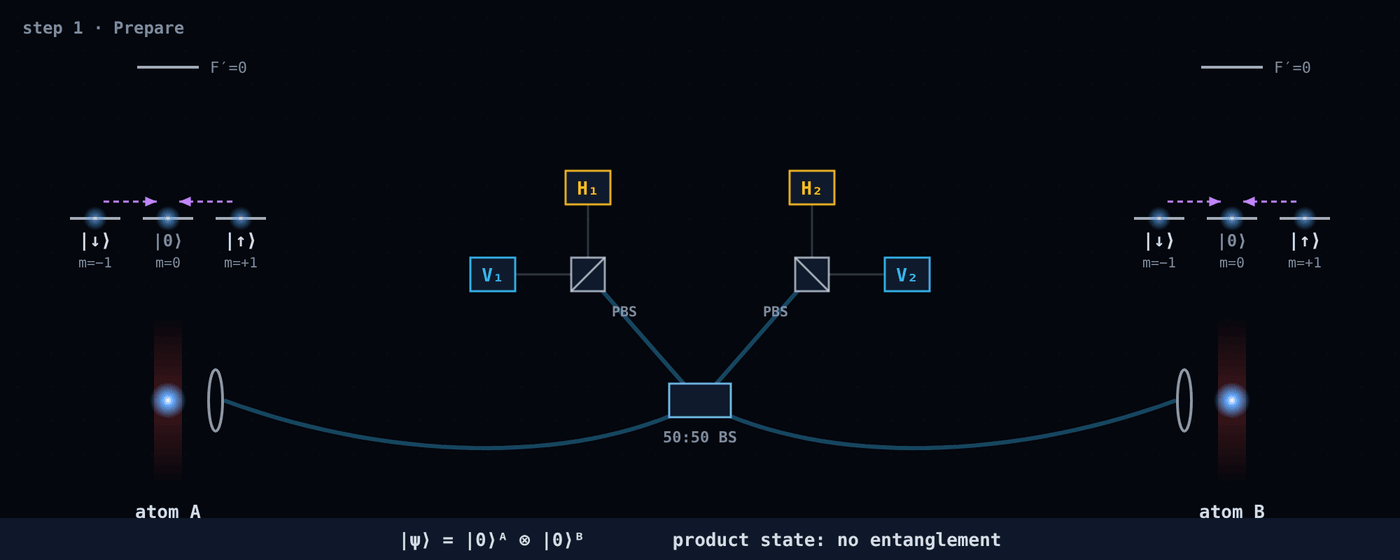 step 1 · Prepare
F′=0
F′=0
H₁
H₂
|↓⟩ |0⟩ |↑⟩
m=−1 m=0 m=+1
|↓⟩ |0⟩ |↑⟩
m=−1 m=0 m=+1
V₁
V₂
PBS
PBS
50:50 BS
atom A
atom B
|ψ⟩ = |0⟩ᴬ ⊗ |0⟩ᴮ product state: no entanglement